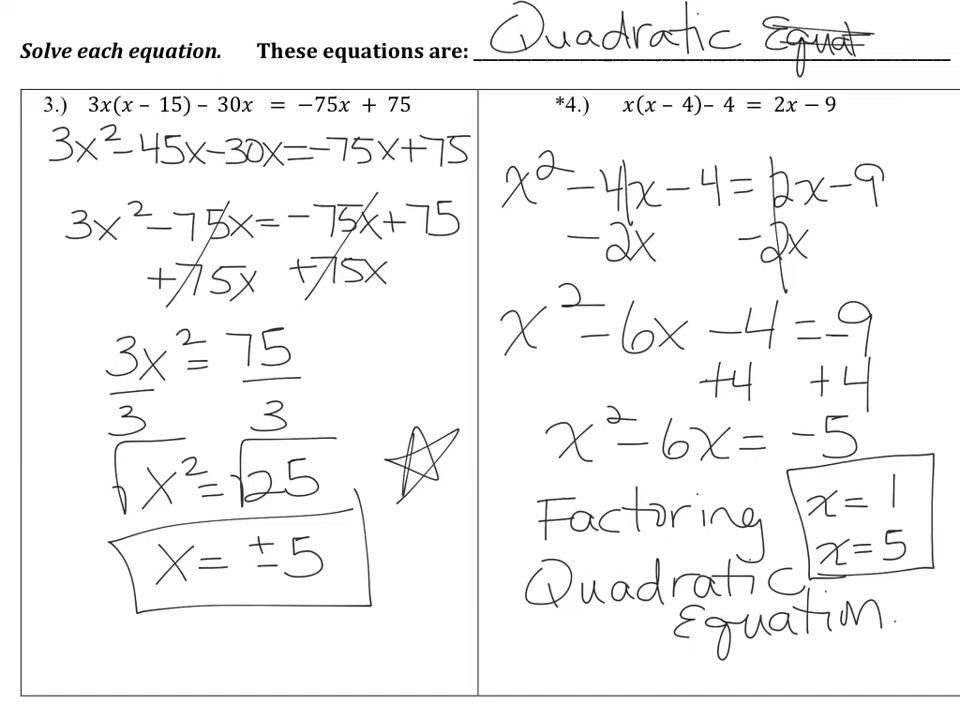 Solve each equation. These equations are: Quadratic Equat
3.) 3x(x – 15) – 30x = –75x + 75
3x² – 45x – 30x = –75x + 75
3x² – 75x = –75x + 75
+75x +75x
3x² = 75
3 3
√x² = √25
x = ±5
*4.) x(x – 4) – 4 = 2x – 9
x² – 4x – 4 = 2x – 9
–2x –2x
x² – 6x – 4 = –9
+4 +4
x² – 6x = –5
Factoring
Quadratic
Equation.
x = 1
x = 5